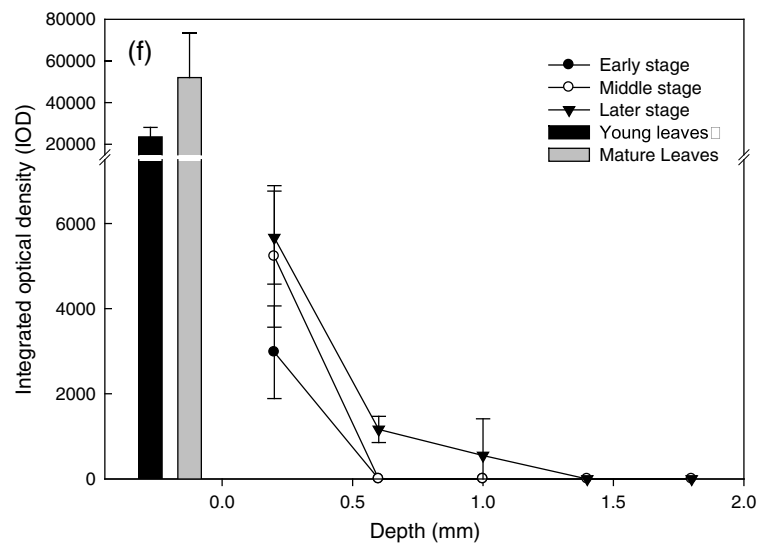 (f)
80000
60000
40000
20000
6000
4000
2000
0
Integrated optical density (IOD)
Early stage
Middle stage
Later stage
Young leaves
Mature Leaves
0.0 0.5 1.0 1.5 2.0
Depth (mm)